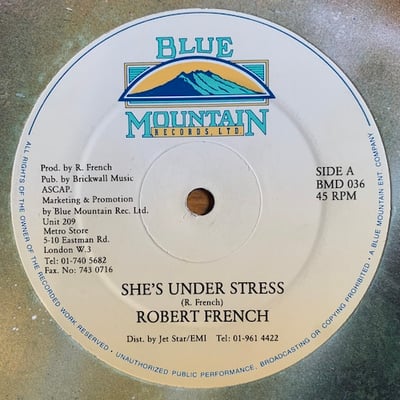 BLUE
MOUNTAIN
RECORDS, LTD.
Prod. by R. French
Pub. by Brickwall Music
ASCAP.
Marketing & Promotion
by Blue Mountain Rec. Ltd.
Unit 209
Metro Store
5-10 Eastman Rd.
London W.3
Tel: 01-740 5682
Fax. No: 743 0716
SIDE A
BMD 036
45 RPM
SHE'S UNDER STRESS
(R. French)
ROBERT FRENCH
Dist. by Jet Star/EMI Tel: 01-961 4422
ALL RIGHTS OF THE OWNER OF THE RECORDED WORK RESERVED • UNAUTHORIZED PUBLIC PERFORMANCE, BROADCASTING OR COPYING PROHIBITED • A BLUE MOUNTAIN ENT. COMPANY